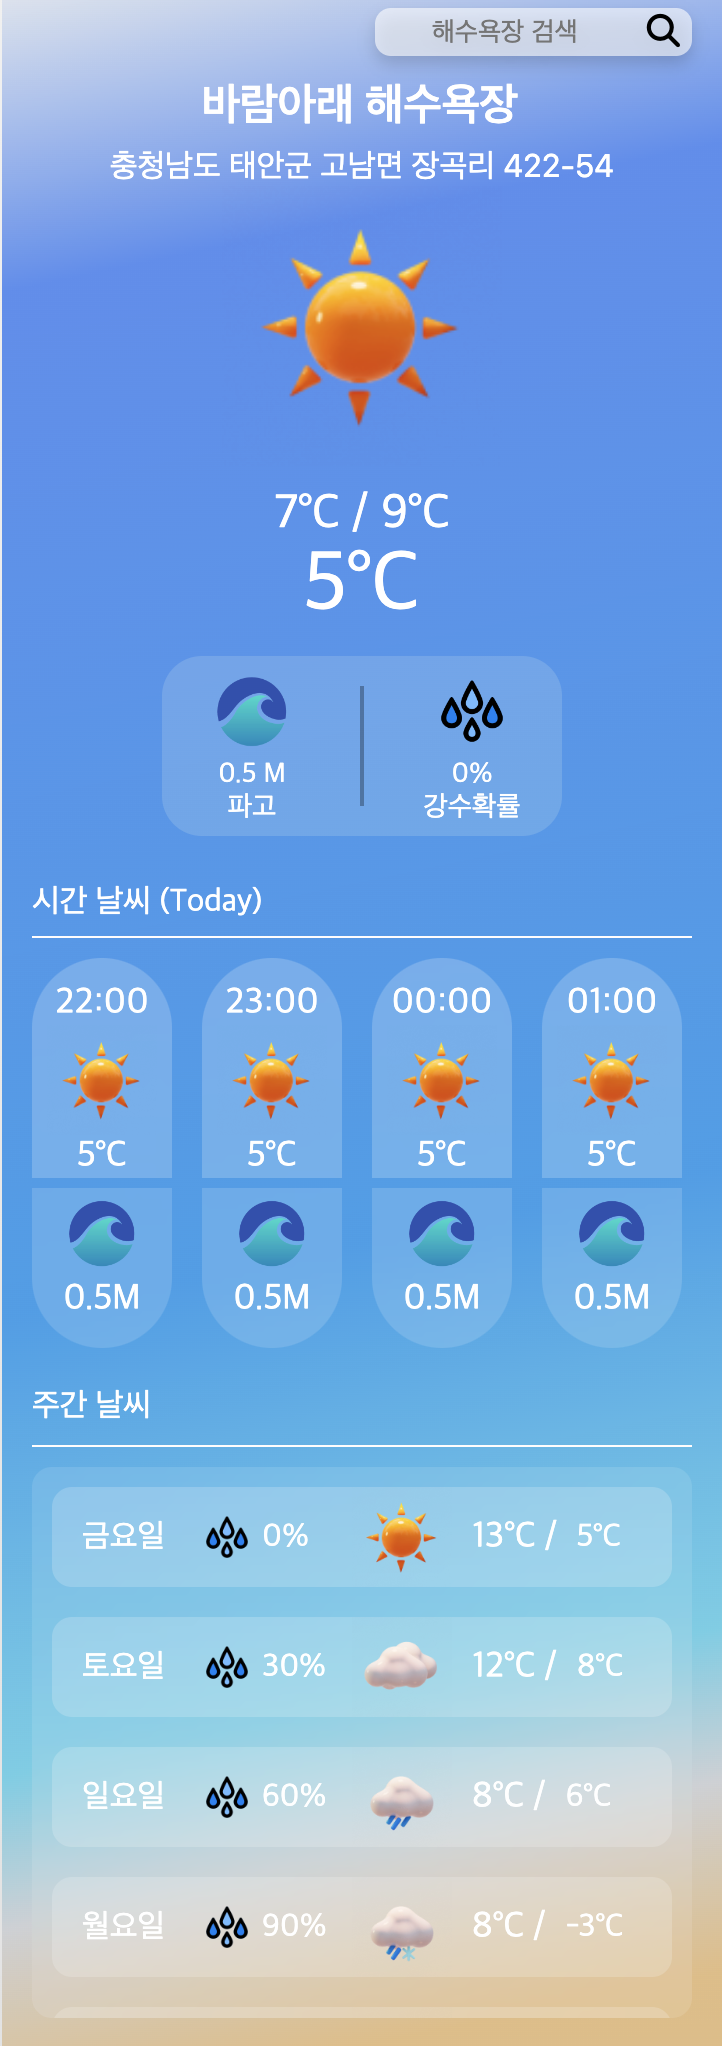 해수욕장 검색
바람아래 해수욕장
충청남도 태안군 고남면 장곡리 422-54
7℃ / 9℃
5℃
0.5 M
파고
0%
강수확률
시간 날씨 (Today)
22:00 23:00 00:00 01:00
5℃ 5℃ 5℃ 5℃
0.5M 0.5M 0.5M 0.5M
주간 날씨
금요일 0% 13℃ / 5℃
토요일 30% 12℃ / 8℃
일요일 60% 8℃ / 6℃
월요일 90% 8℃ / -3℃